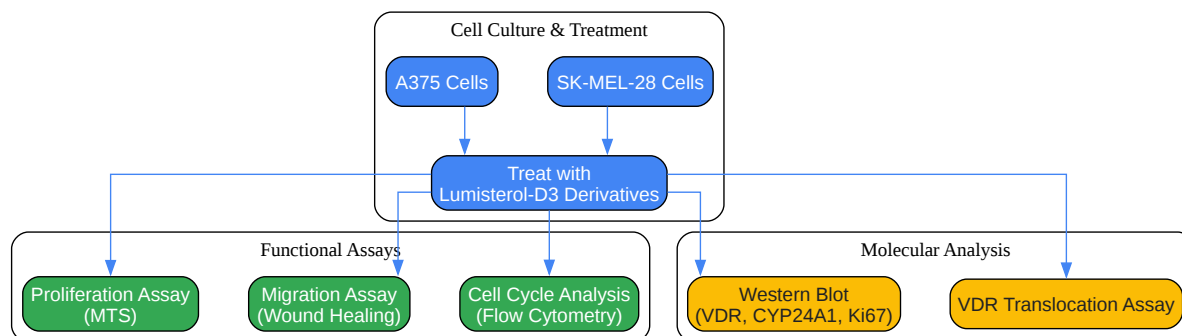 Cell Culture & Treatment
A375 Cells
SK-MEL-28 Cells
Treat with
Lumisterol-D3 Derivatives
Functional Assays
Proliferation Assay
(MTS)
Migration Assay
(Wound Healing)
Cell Cycle Analysis
(Flow Cytometry)
Molecular Analysis
Western Blot
(VDR, CYP24A1, Ki67)
VDR Translocation Assay